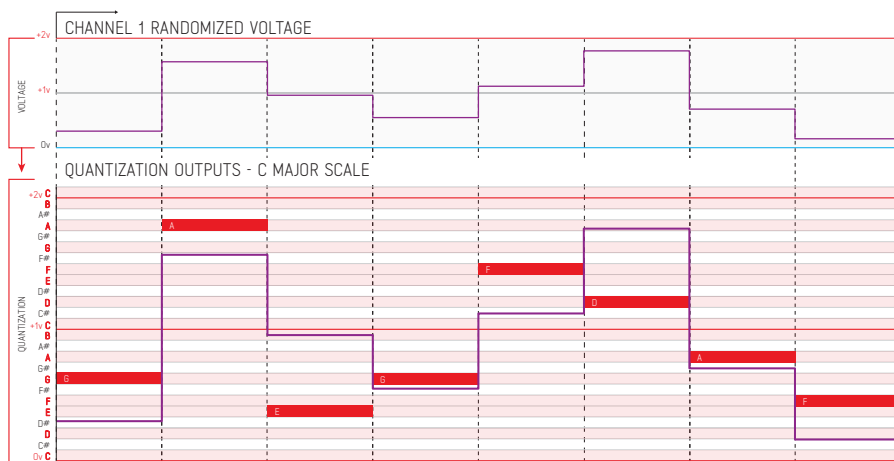 CHANNEL 1 RANDOMIZED VOLTAGE
+2v
+1v
0v
VOLTAGE
QUANTIZATION OUTPUTS - C MAJOR SCALE
QUANTIZATION
+2v C
B
A#
A
A
G#
G
F#
F
F
E
D#
D
D
C#
+1v C
B
A#
A
A
G#
G
G
G
F#
F
F
E
E
D#
D
C#
0v C